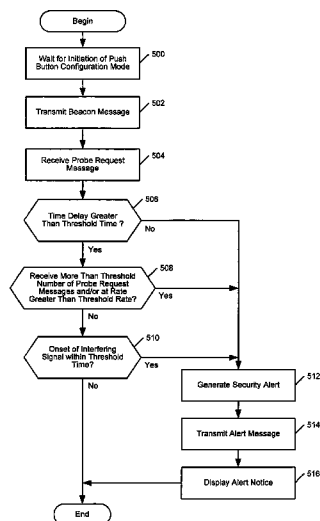 Begin
Wait for Initiation of Push
Button Configuration Mode
500
Transmit Beacon Message
502
Receive Probe Request
Message
504
506
Time Delay Greater
Than Threshold Time ?
No
Yes
508
Receive More Than Threshold
Number of Probe Request
Messages and/or at Rate
Greater Than Threshold Rate?
Yes
No
510
Onset of Interfering
Signal within Threshold
Time?
Yes
No
Generate Security Alert
512
Transmit Alert Message
514
Display Alert Notice
516
End